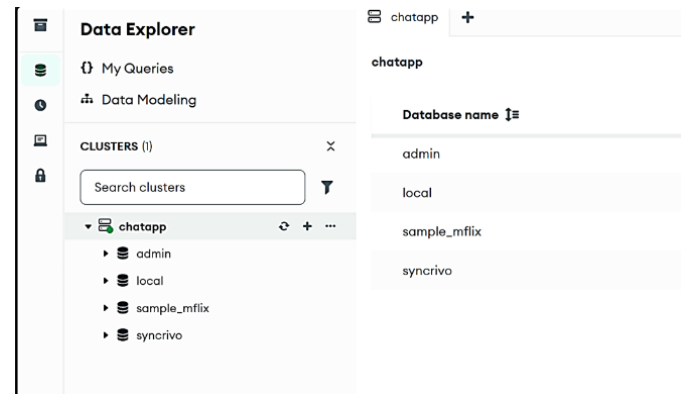 Data Explorer
{} My Queries
Data Modeling
CLUSTERS (1)
Search clusters
chatapp
admin
local
sample_mflix
syncrivo
chatapp +
chatapp
Database name
admin
local
sample_mflix
syncrivo